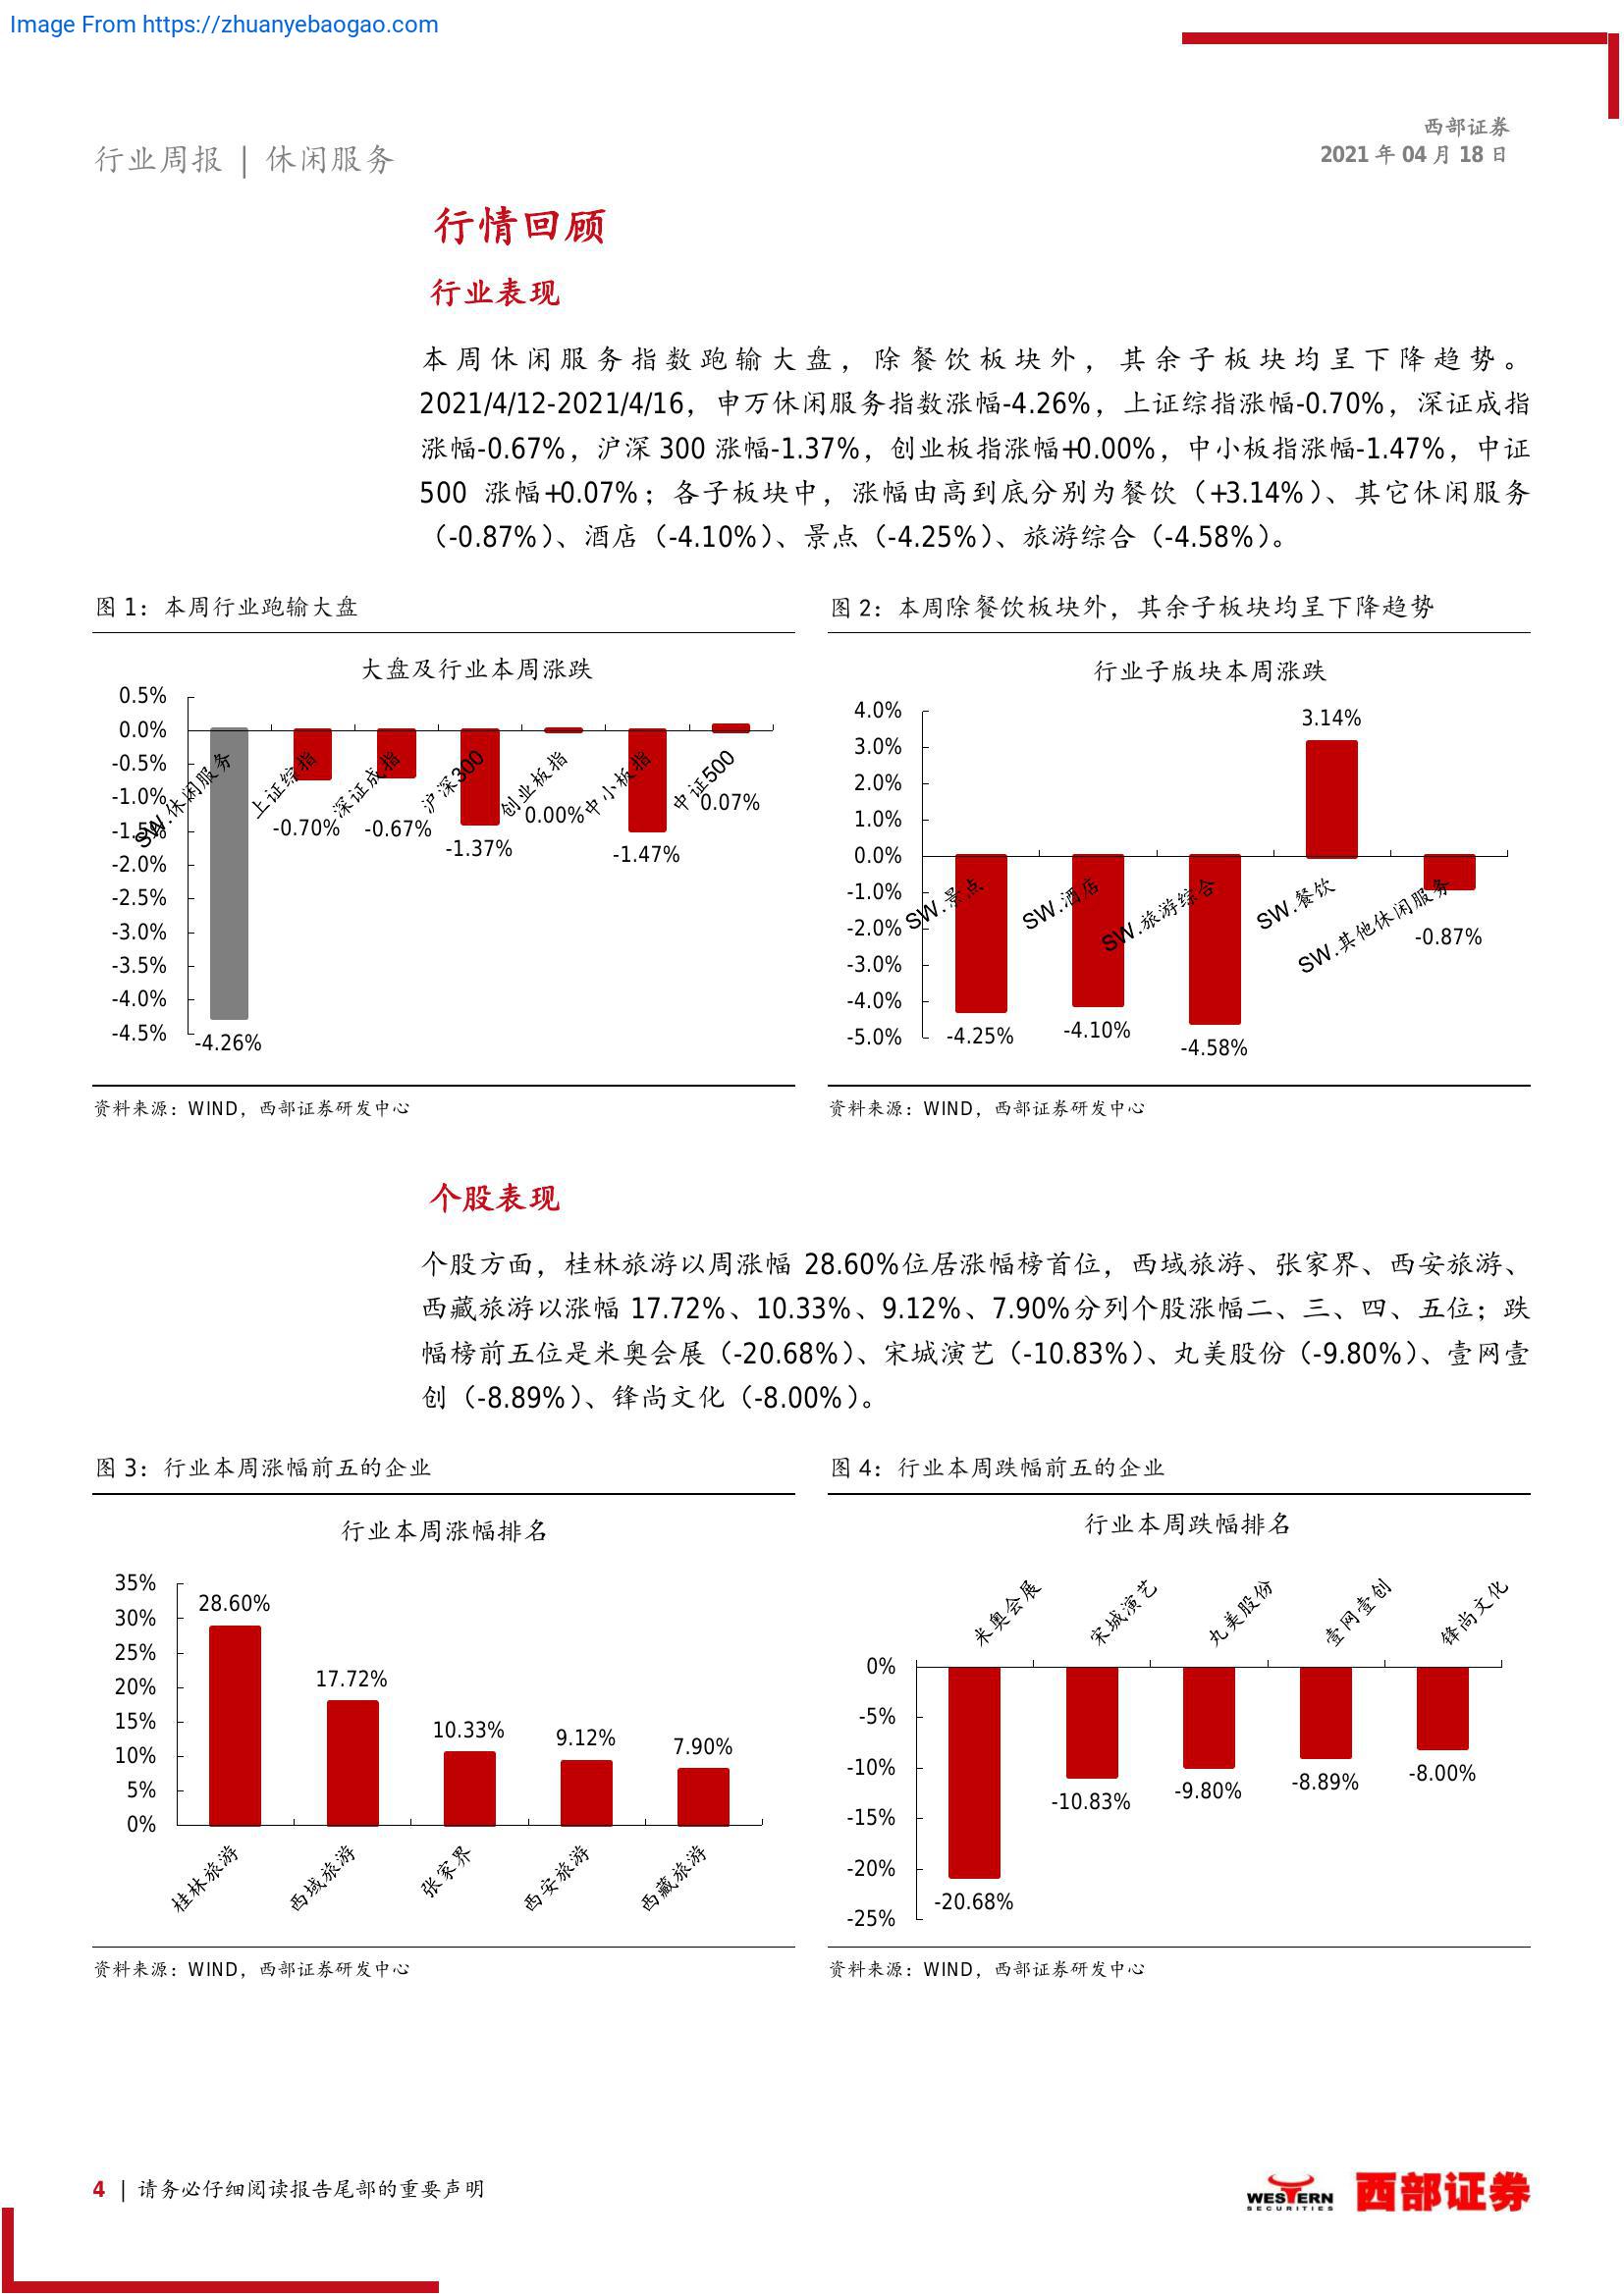 Image From https://zhuanyebaogao.com
西部证券
2021 年 04 月 18 日
行业周报 | 休闲服务
行情回顾
行业表现
本周休闲服务指数跑输大盘，除餐饮板块外，其余子板块均呈下降趋势。
2021/4/12-2021/4/16，申万休闲服务指数涨幅-4.26%，上证综指涨幅-0.70%，深证成指
涨幅-0.67%，沪深 300 涨幅-1.37%，创业板指涨幅+0.00%，中小板指涨幅-1.47%，中证
500 涨幅+0.07%；各子板块中，涨幅由高到底分别为餐饮（+3.14%）、其它休闲服务
（-0.87%）、酒店（-4.10%）、景点（-4.25%）、旅游综合（-4.58%）。
图 1：本周行业跑输大盘
大盘及行业本周涨跌
0.5%
0.0%
-0.5%
-1.0%
-1.5%
-2.0%
-2.5%
-3.0%
-3.5%
-4.0%
-4.5%
SW.休闲服务
上证综指
深证成指
沪深300
创业板指
中小板指
中证500
-4.26%
-0.70%
-0.67%
-1.37%
0.00%
-1.47%
0.07%
资料来源：WIND，西部证券研发中心
图 2：本周除餐饮板块外，其余子板块均呈下降趋势
行业子版块本周涨跌
4.0%
3.0%
2.0%
1.0%
0.0%
-1.0%
-2.0%
-3.0%
-4.0%
-5.0%
SW.景点
SW.酒店
SW.旅游综合
SW.餐饮
SW.其他休闲服务
-4.25%
-4.10%
-4.58%
3.14%
-0.87%
资料来源：WIND，西部证券研发中心
个股表现
个股方面，桂林旅游以周涨幅 28.60%位居涨幅榜首位，西域旅游、张家界、西安旅游、
西藏旅游以涨幅 17.72%、10.33%、9.12%、7.90%分列个股涨幅二、三、四、五位；跌
幅榜前五位是米奥会展（-20.68%）、宋城演艺（-10.83%）、丸美股份（-9.80%）、壹网壹
创（-8.89%）、锋尚文化（-8.00%）。
图 3：行业本周涨幅前五的企业
行业本周涨幅排名
35%
30%
25%
20%
15%
10%
5%
0%
28.60%
17.72%
10.33%
9.12%
7.90%
桂林旅游
西域旅游
张家界
西安旅游
西藏旅游
资料来源：WIND，西部证券研发中心
图 4：行业本周跌幅前五的企业
行业本周跌幅排名
米奥会展
宋城演艺
丸美股份
壹网壹创
锋尚文化
0%
-5%
-10%
-15%
-20%
-25%
-20.68%
-10.83%
-9.80%
-8.89%
-8.00%
资料来源：WIND，西部证券研发中心
4 | 请务必仔细阅读报告尾部的重要声明
WESTERN
SECURITIES
西部证券